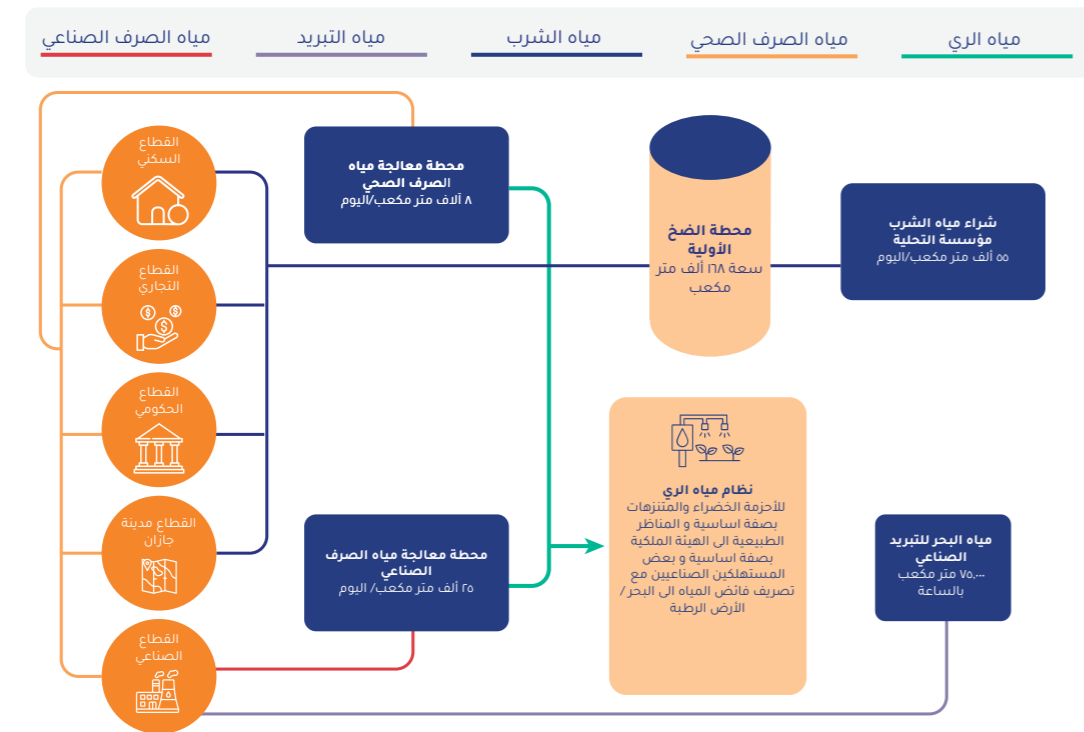 مياه الري
مياه الصرف الصحي
مياه الشرب
مياه التبريد
مياه الصرف الصناعي
شراء مياه الشرب
مؤسسة التحلية
٥٥ ألف متر مكعب/اليوم
محطة الضخ
الأولية
سعة ١٦٨ ألف متر
مكعب
محطة معالجة مياه
الصرف الصحي
٨ آلاف متر مكعب/اليوم
القطاع
السكني
القطاع
التجاري
القطاع
الحكومي
القطاع مدينة
جازان
القطاع
الصناعي
نظام مياه الري
للأحزمة الخضراء والمتنزهات
بصفة اساسية و المناظر
الطبيعية الى الهيئة الملكية
بصفة اساسية و بعض
المستهلكين الصناعيين مع
تصريف فائض المياه الى البحر /
الأرض الرطبة
محطة معالجة مياه الصرف
الصناعي
٢٥ ألف متر مكعب/ اليوم
مياه البحر للتبريد
الصناعي
٧٥,٠٠٠ متر مكعب
بالساعة